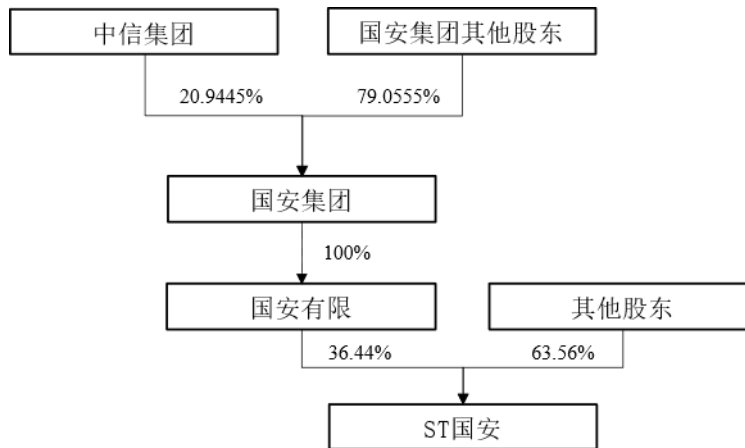 中信集团
国安集团其他股东
20.9445%
79.0555%
国安集团
100%
国安有限
其他股东
36.44%
63.56%
ST国安